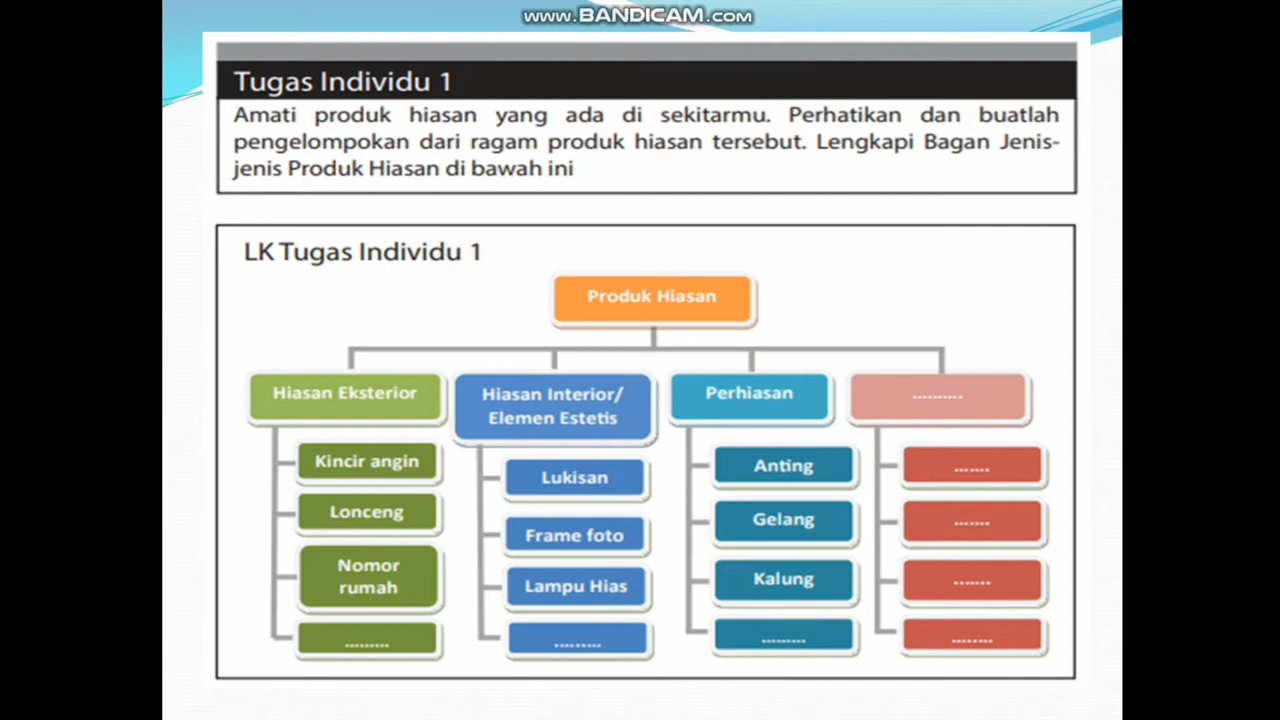 www.BANDICAM.com
Tugas Individu 1
Amati produk hiasan yang ada di sekitarmu. Perhatikan dan buatlah
pengelompokan dari ragam produk hiasan tersebut. Lengkapi Bagan Jenis-
jenis Produk Hiasan di bawah ini
LK Tugas Individu 1
Produk Hiasan
Hiasan Eksterior
Kincir angin
Lonceng
Nomor
rumah
.........
Hiasan Interior/
Elemen Estetis
Lukisan
Frame foto
Lampu Hias
.........
Perhiasan
Anting
Gelang
Kalung
.........
..........
.......
.......
.......
........